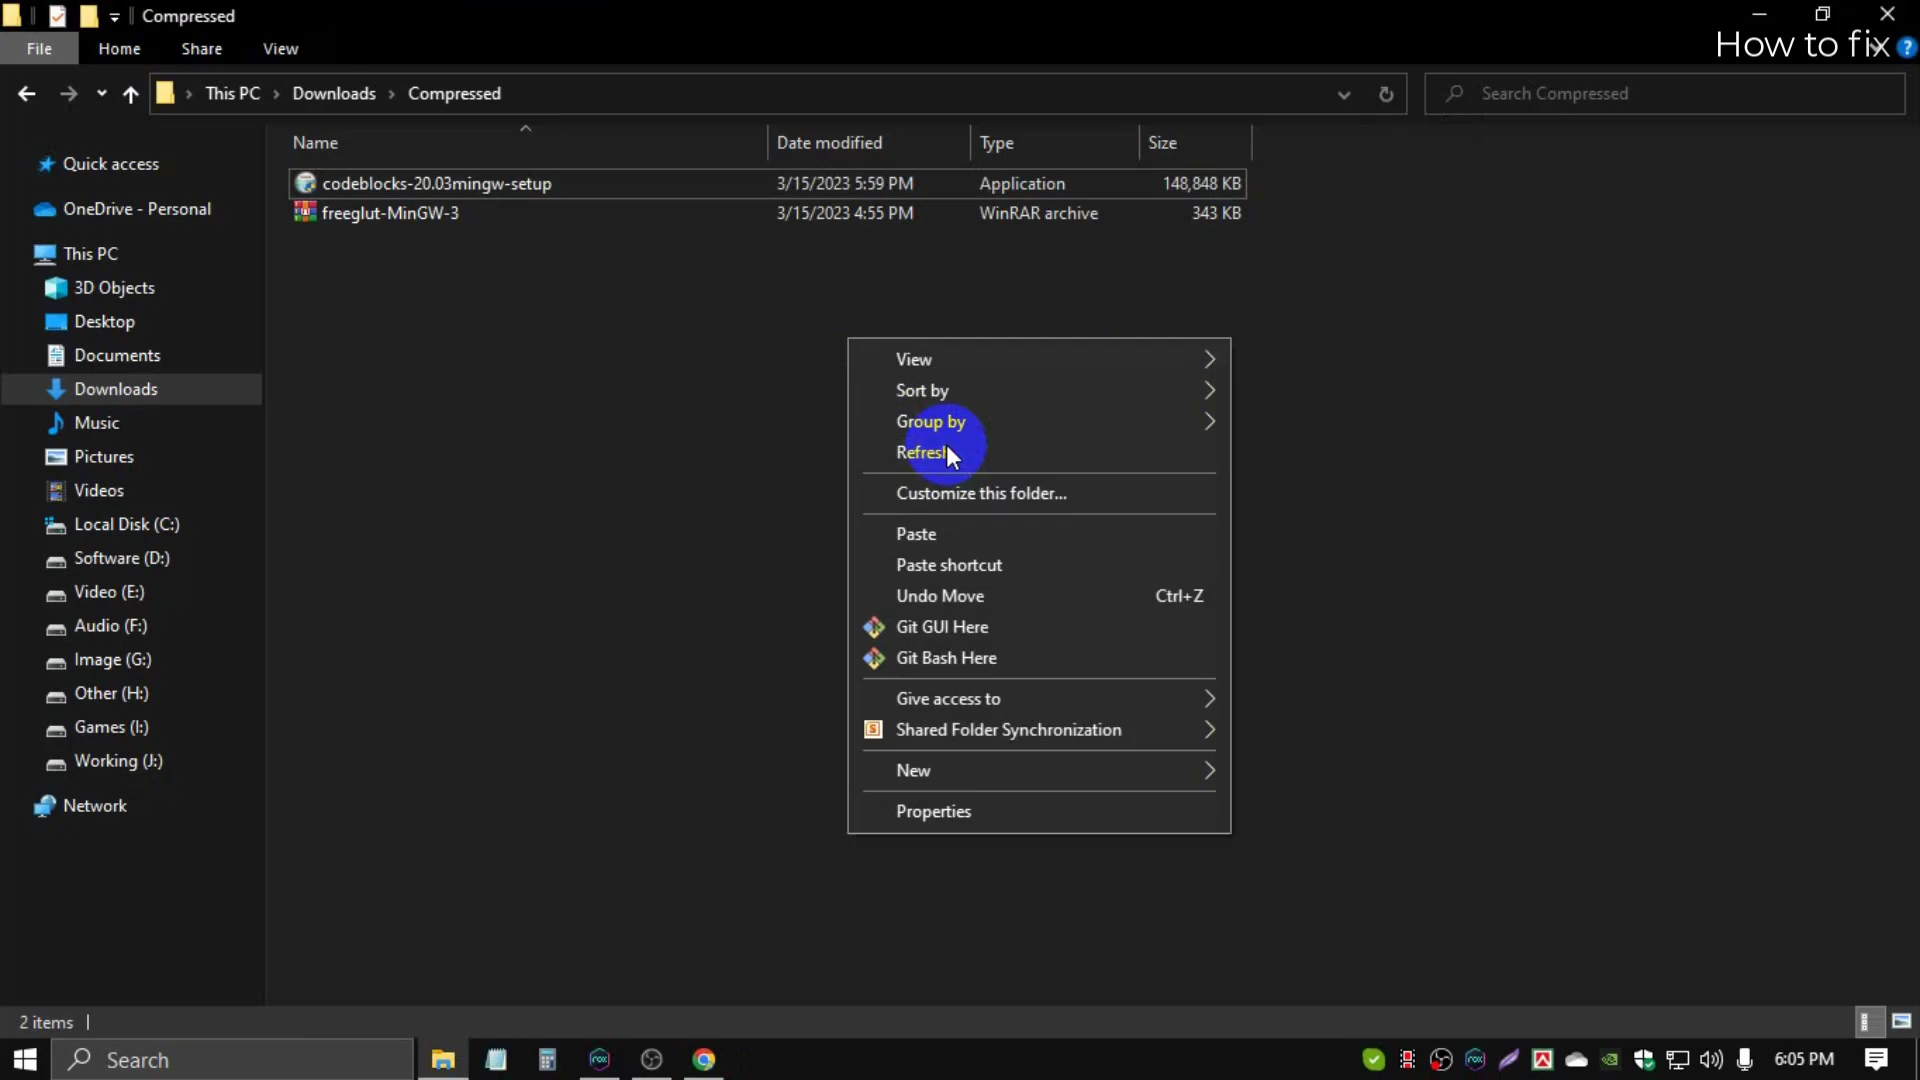 Compressed
File Home Share View
How to fix
This PC Downloads Compressed
Search Compressed
Name Date modified Type Size
codeblocks-20.03mingw-setup 3/15/2023 5:59 PM Application 148,848 KB
freeglut-MinGW-3 3/15/2023 4:55 PM WinRAR archive 343 KB
Quick access
OneDrive - Personal
This PC
3D Objects
Desktop
Documents
Downloads
Music
Pictures
Videos
Local Disk (C:)
Software (D:)
Video (E:)
Audio (F:)
Image (G:)
Other (H:)
Games (I:)
Working (J:)
Network
View
Sort by
Group by
Refresh
Customize this folder...
Paste
Paste shortcut
Undo Move Ctrl+Z
Git GUI Here
Git Bash Here
Give access to
Shared Folder Synchronization
New
Properties
2 items
Search
6:05 PM